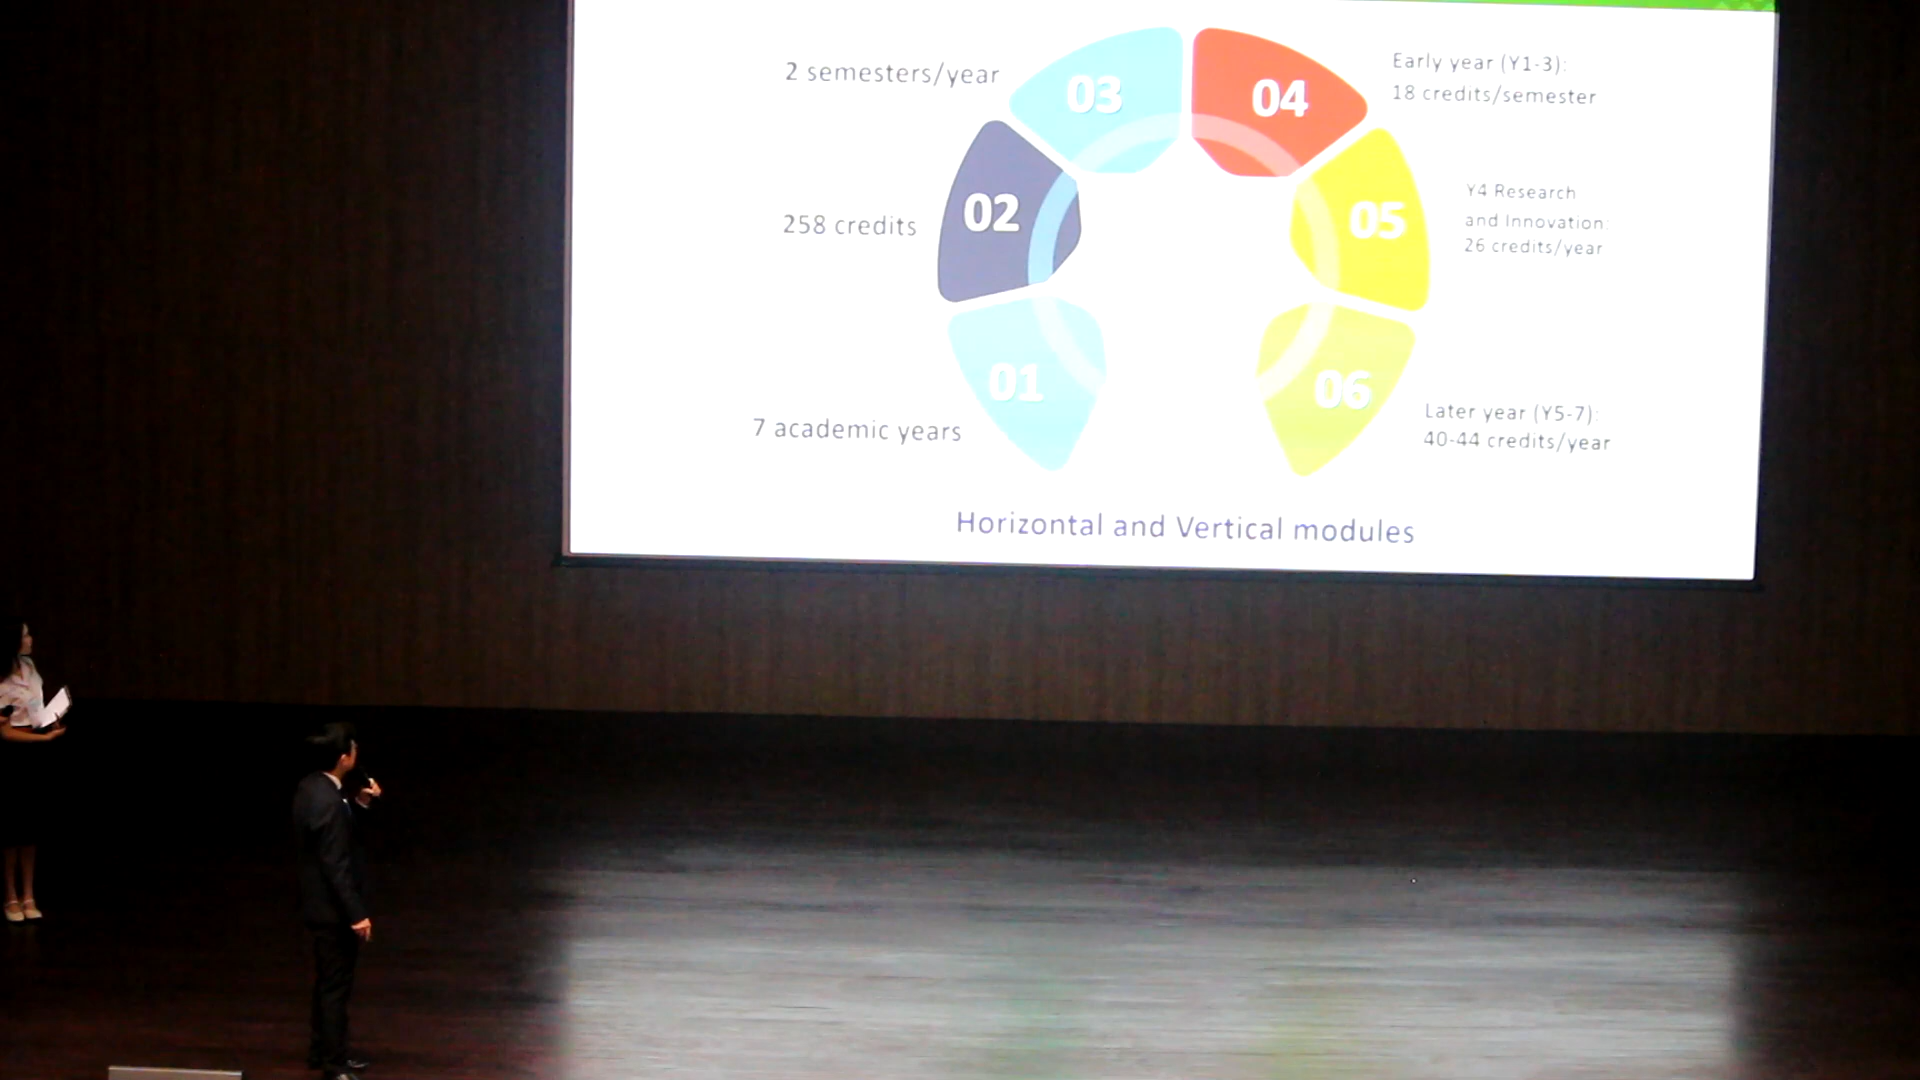 2 semesters/year
03
04
Early year (Y1-3):
18 credits/semester
258 credits
02
05
Y4 Research
and Innovation:
26 credits/year
7 academic years
01
06
Later year (Y5-7):
40-44 credits/year
Horizontal and Vertical modules